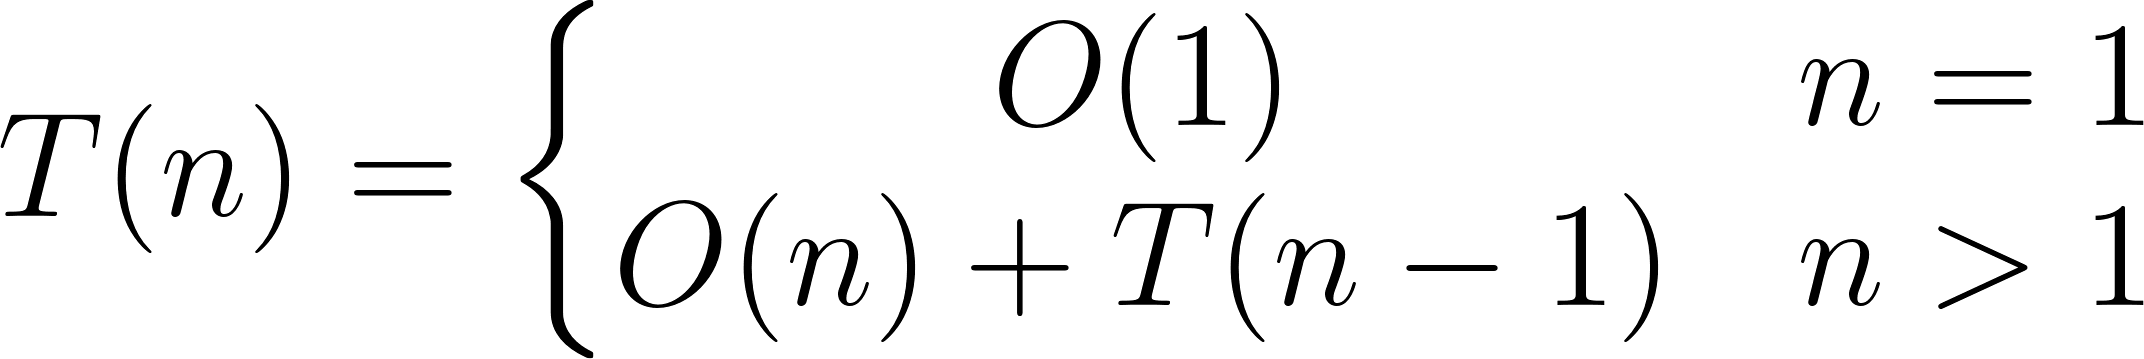 T(n) = { O(1) n = 1
O(n) + T(n − 1) n > 1